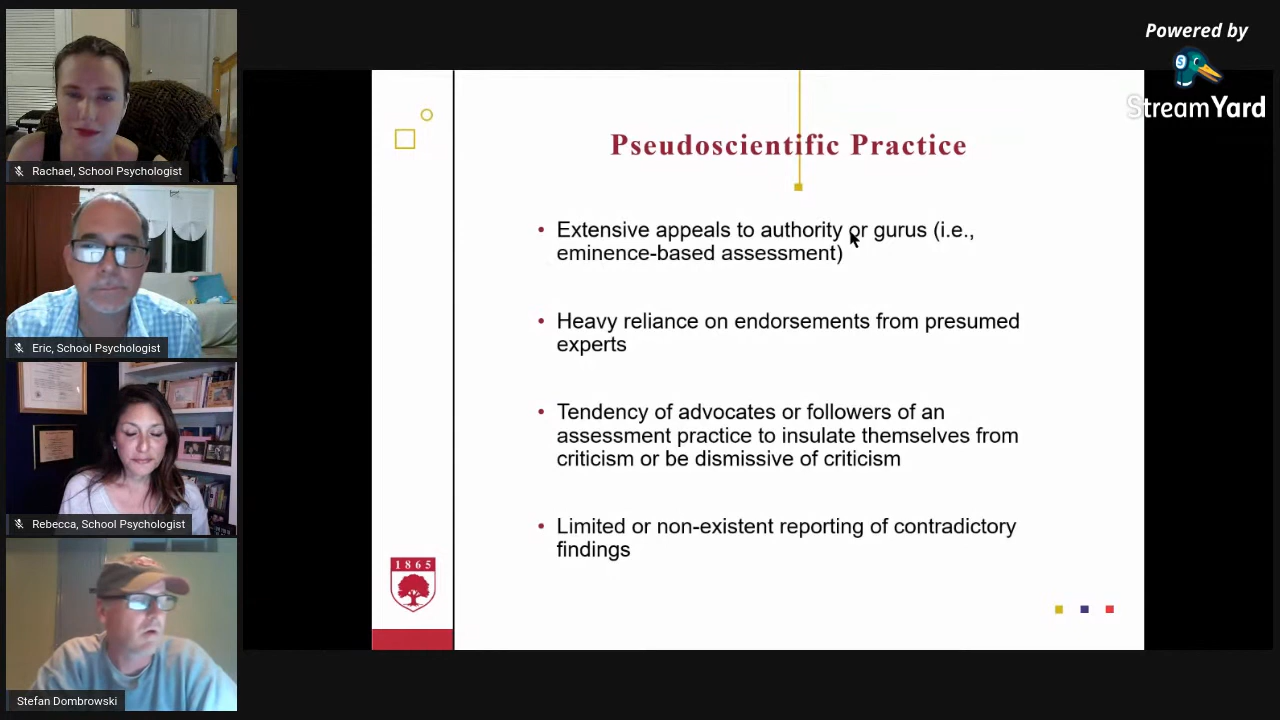 Rachael, School Psychologist
Eric, School Psychologist
Rebecca, School Psychologist
Stefan Dombrowski
Pseudoscientific Practice
• Extensive appeals to authority or gurus (i.e.,
eminence-based assessment)
• Heavy reliance on endorsements from presumed
experts
• Tendency of advocates or followers of an
assessment practice to insulate themselves from
criticism or be dismissive of criticism
• Limited or non-existent reporting of contradictory
findings
1865
Powered by
S
StreamYard